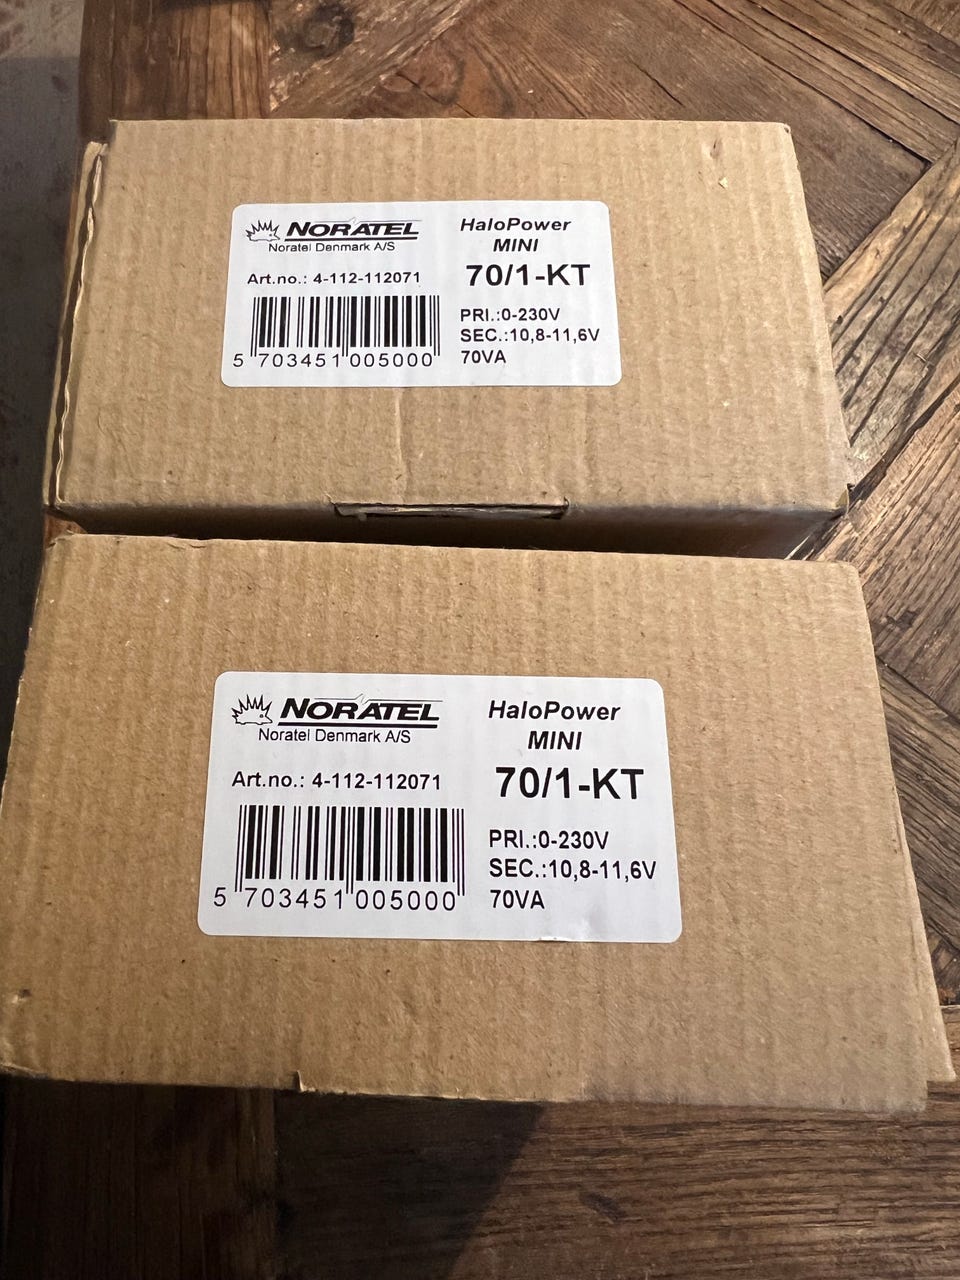 NORATEL
Noratel Denmark A/S
Art.no.: 4-112-112071
5 703451 005000
HaloPower
MINI
70/1-KT
PRI.:0-230V
SEC.:10,8-11,6V
70VA
NORATEL
Noratel Denmark A/S
Art.no.: 4-112-112071
5 703451 005000
HaloPower
MINI
70/1-KT
PRI.:0-230V
SEC.:10,8-11,6V
70VA